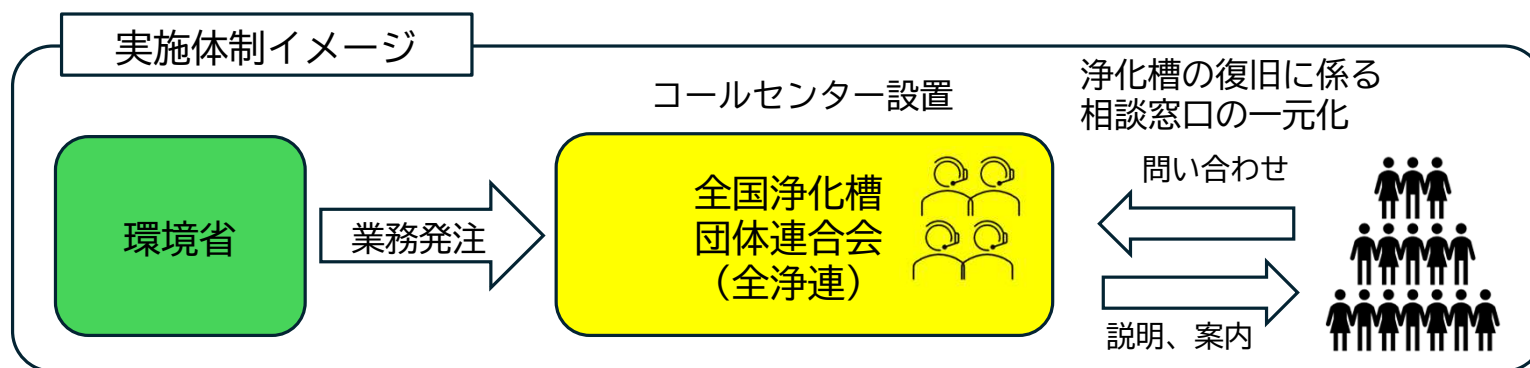 実施体制イメージ
コールセンター設置
浄化槽の復旧に係る
相談窓口の一元化
環境省
業務発注
全国浄化槽
団体連合会
（全浄連）
問い合わせ
説明、案内